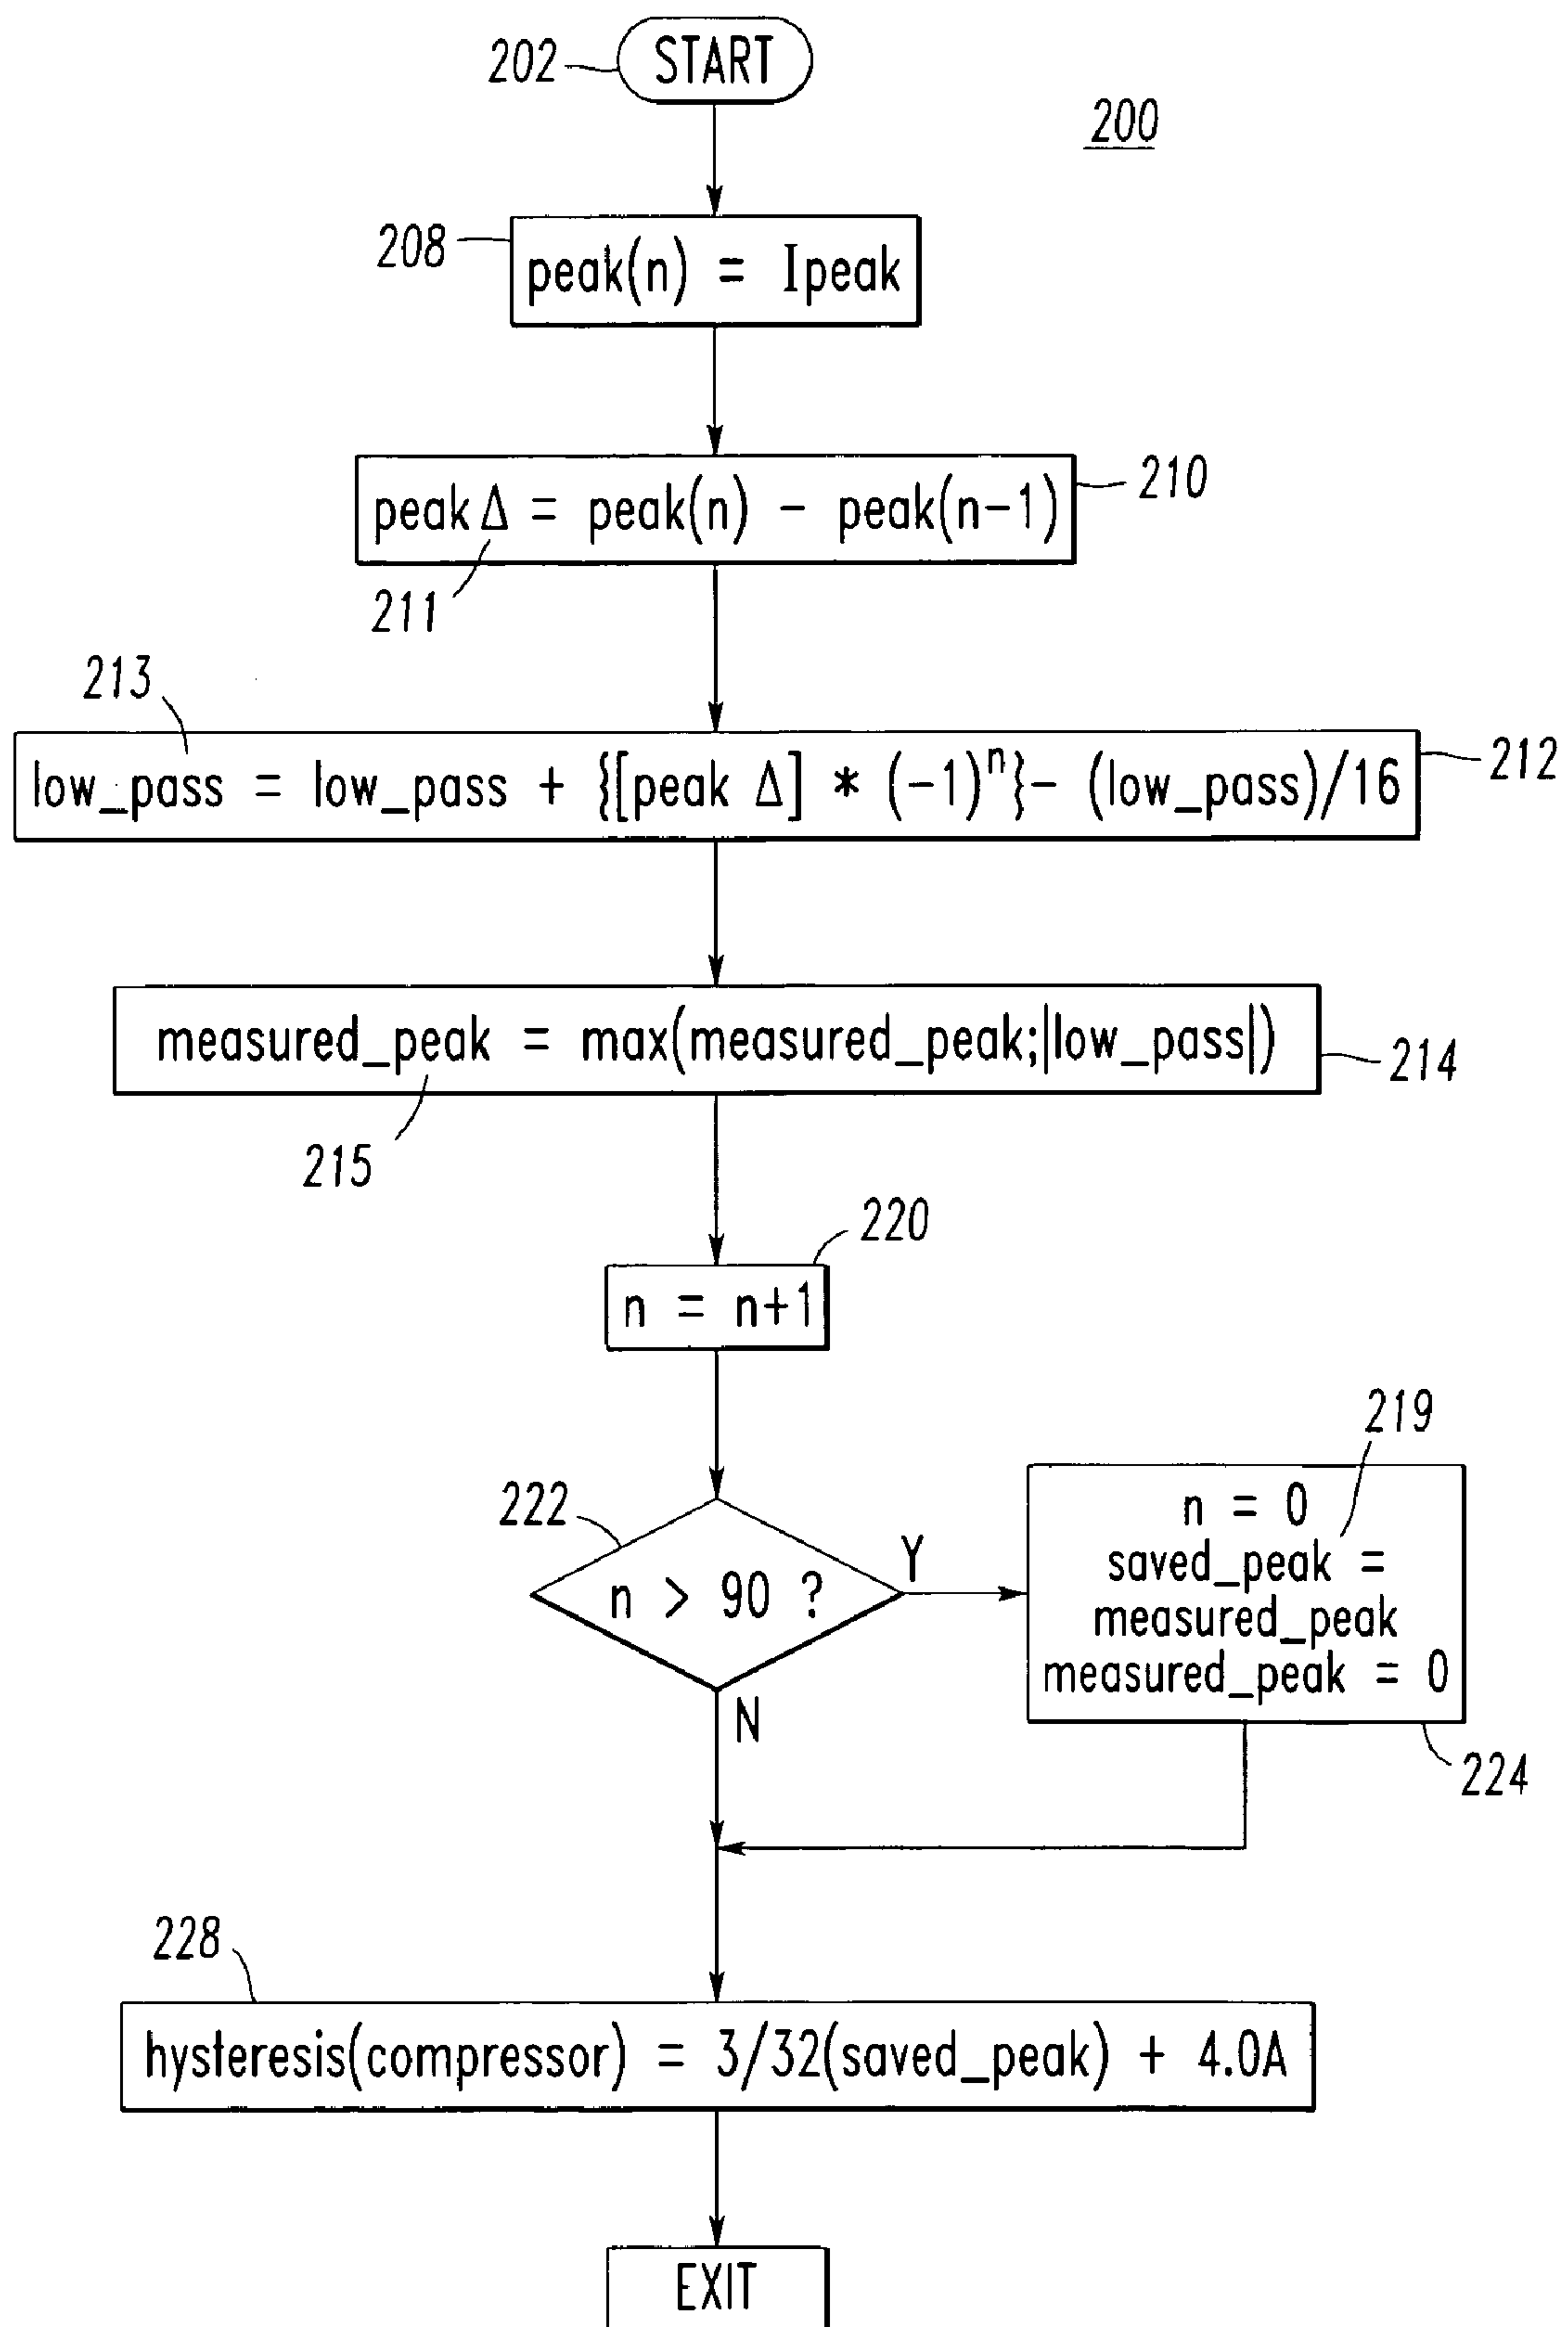 202
START
200
208
peak(n) = Ipeak
peak Δ = peak(n) - peak(n-1)
210
211
213
low_pass = low_pass + {[peak Δ] * (-1)ⁿ}- (low_pass)/16
212
measured_peak = max(measured_peak;|low_pass|)
214
215
220
n = n+1
219
222
n > 90 ?
Y
n = 0
saved_peak =
measured_peak
measured_peak = 0
N
224
228
hysteresis(compressor) = 3/32(saved_peak) + 4.0A
EXIT